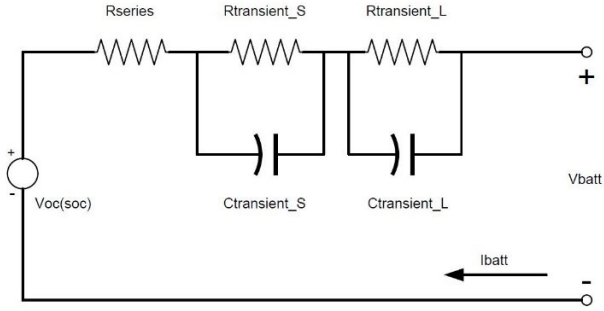 Rseries Rtransient_S Rtransient_L
+
+
-
Voc(soc) Ctransient_S Ctransient_L
Vbatt
Ibatt
-